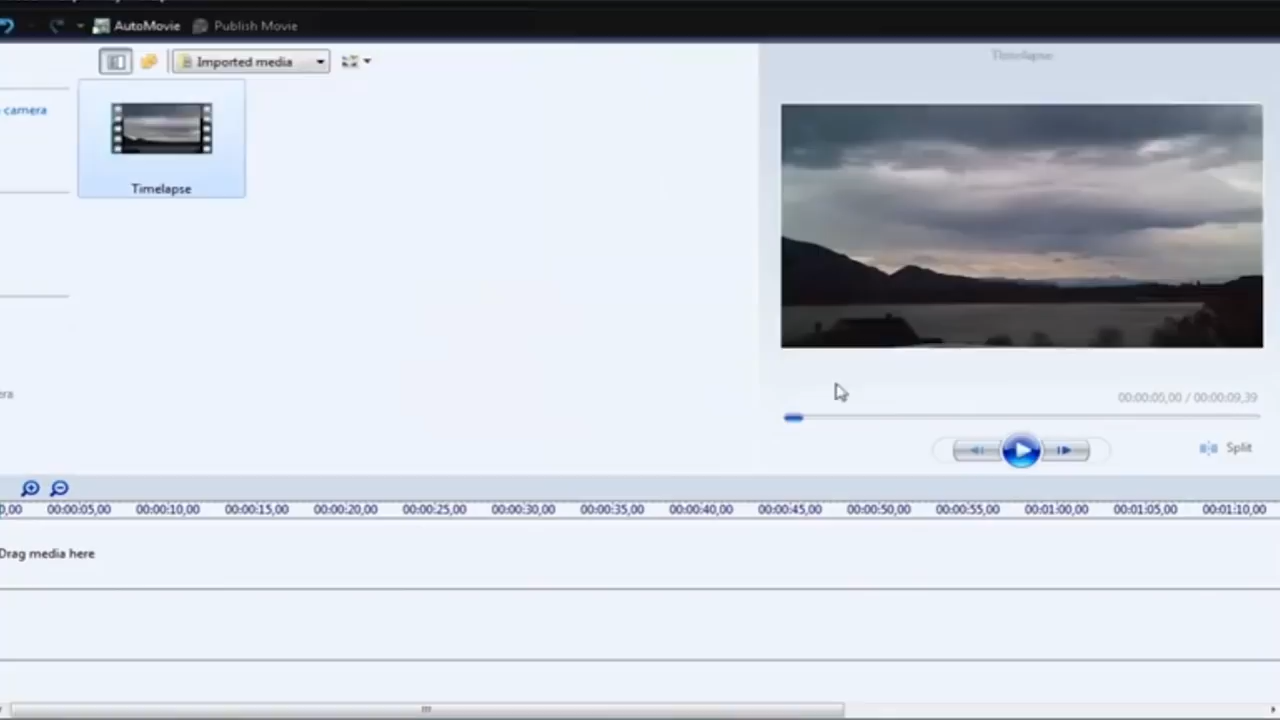 AutoMovie Publish Movie
Imported media
Timelapse
camera
Timelapse
era
00:00:05,00 / 00:00:09,39
Split
0,00 00:00:05,00 00:00:10,00 00:00:15,00 00:00:20,00 00:00:25,00 00:00:30,00 00:00:35,00 00:00:40,00 00:00:45,00 00:00:50,00 00:00:55,00 00:01:00,00 00:01:05,00 00:01:10,00
Drag media here